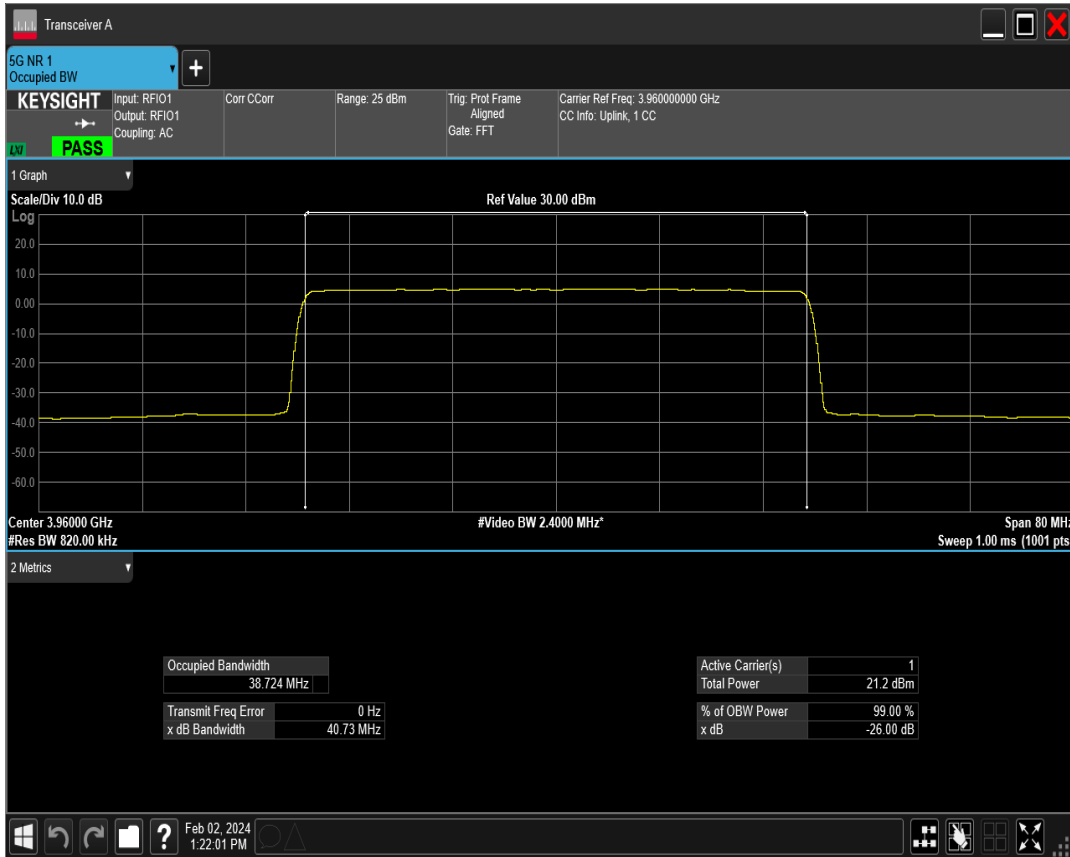 Transceiver A
5G NR 1
Occupied BW
+
KEYSIGHT
LXI
PASS
Input: RFIO1
Output: RFIO1
Coupling: AC
Corr CCorr
Range: 25 dBm
Trig: Prot Frame
Aligned
Gate: FFT
Carrier Ref Freq: 3.960000000 GHz
CC Info: Uplink, 1 CC
1 Graph
Scale/Div 10.0 dB
Ref Value 30.00 dBm
Log
20.0
10.0
0.00
-10.0
-20.0
-30.0
-40.0
-50.0
-60.0
Center 3.96000 GHz
#Video BW 2.4000 MHz*
Span 80 MHz
#Res BW 820.00 kHz
Sweep 1.00 ms (1001 pts
2 Metrics
Occupied Bandwidth
38.724 MHz
Transmit Freq Error 0 Hz
x dB Bandwidth 40.73 MHz
Active Carrier(s) 1
Total Power 21.2 dBm
% of OBW Power 99.00 %
x dB -26.00 dB
?
Feb 02, 2024
1:22:01 PM